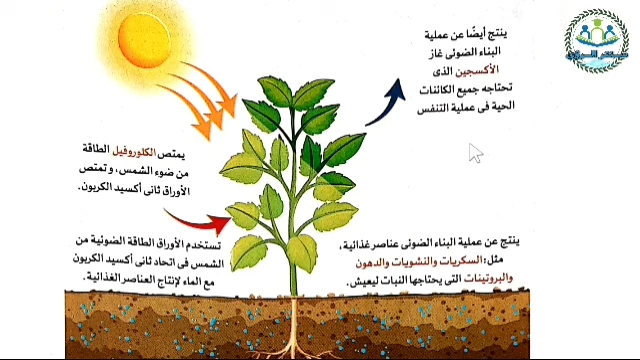 ينتج أيضًا عن عملية
البناء الضوئى غاز
الأكسجين الذى
تحتاجه جميع الكائنات
الحية فى عملية التنفس
يمتص الكلوروفيل الطاقة
من ضوء الشمس، وتمتص
الأوراق ثانى أكسيد الكربون.
تستخدم الأوراق الطاقة الضوئية من
الشمس فى اتحاد ثانى أكسيد الكربون
مع الماء لإنتاج العناصر الغذائية.
ينتج عن عملية البناء الضوئى عناصر غذائية،
مثل: السكريات والنشويات والدهون
والبروتينات التى يحتاجها النبات ليعيش.